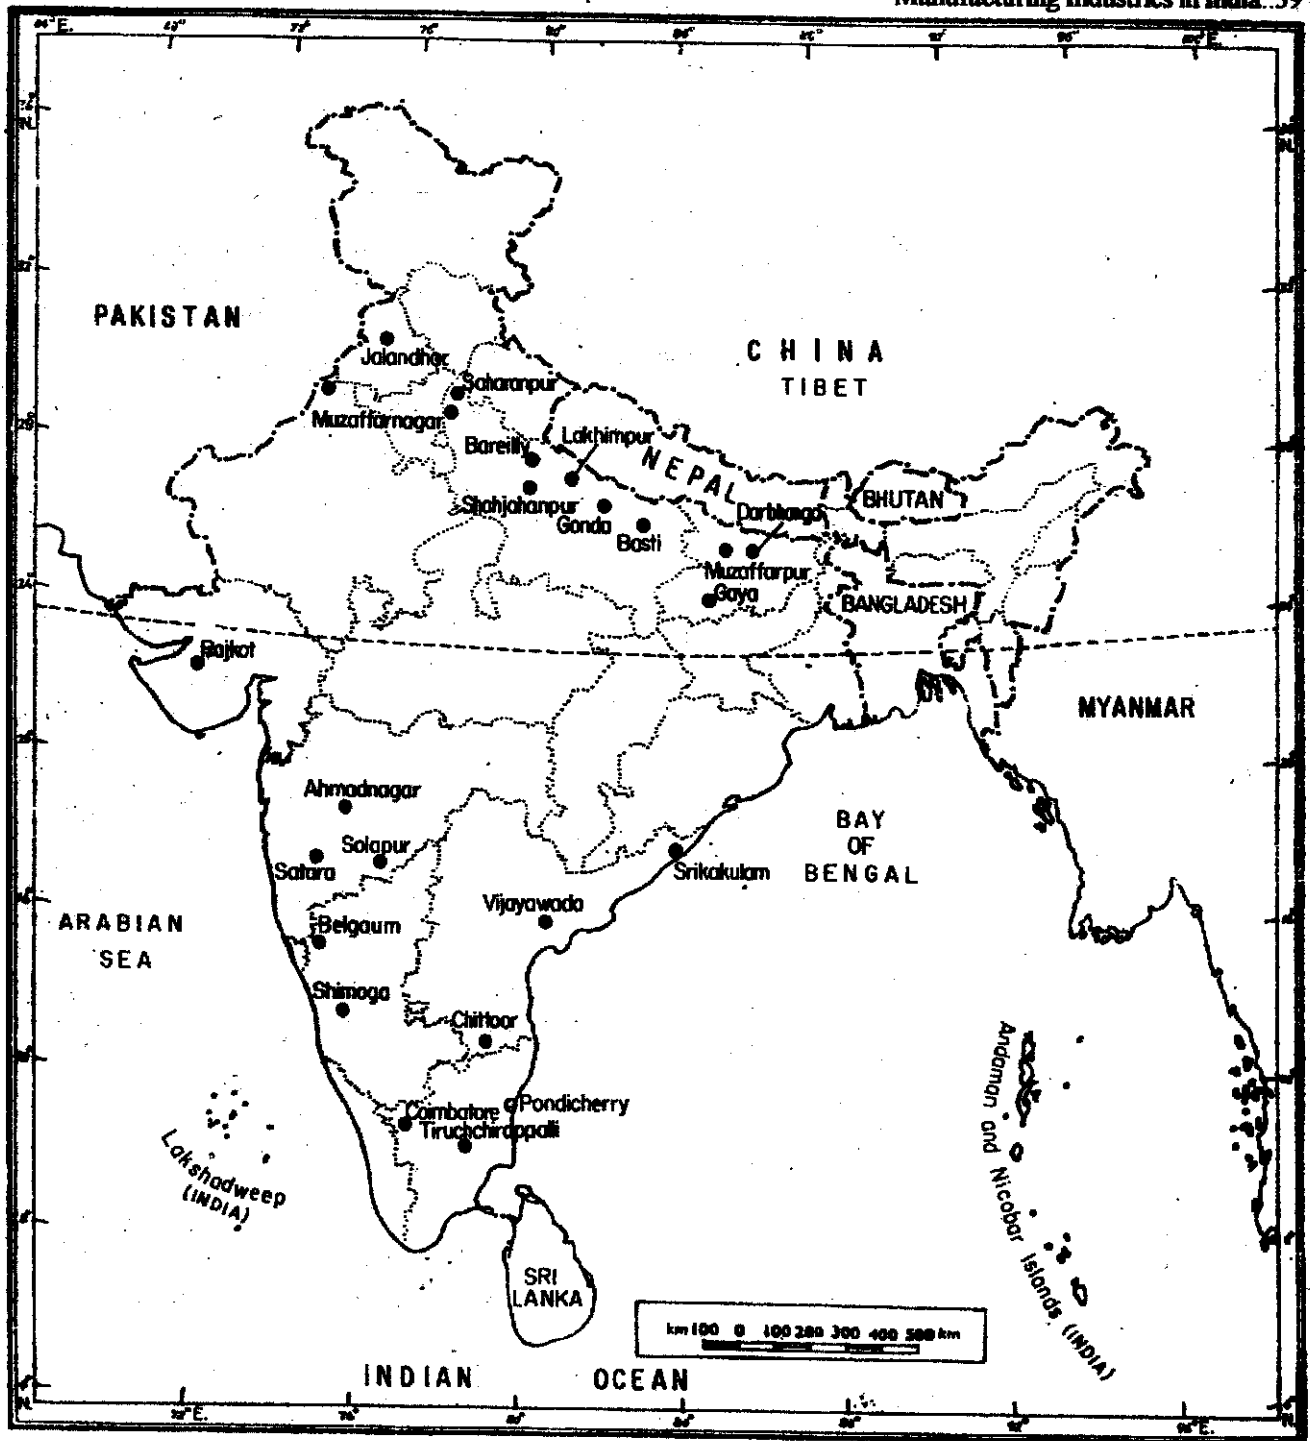 Manufacturing Industries in India..59
PAKISTAN
CHINA
TIBET
Jalandhar
Saharanpur
Muzaffarnagar
Bareilly
Lakhimpur
NEPAL
Shahjahanpur
Gonda
Basti
BHUTAN
Darbhanga
Muzaffarpur
Gaya
BANGLADESH
Rajkot
MYANMAR
Ahmadnagar
Solapur
Satara
BAY
OF
BENGAL
Srikakulam
Vijayawada
ARABIAN
SEA
Belgaum
Shimoga
Chittoor
Andaman and Nicobar Islands (INDIA)
Pondicherry
Coimbatore
Tiruchchirappalli
Lakshadweep
(INDIA)
SRI
LANKA
km 100 0 100 200 300 400 500 km
INDIAN OCEAN